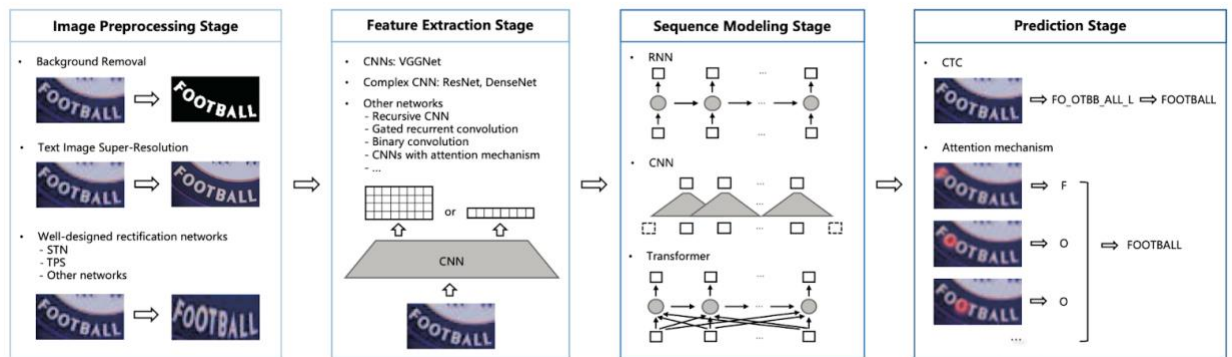 Image Preprocessing Stage
• Background Removal
FOOTBALL
FOOTBALL
• Text Image Super-Resolution
FOOTBALL
FOOTBALL
• Well-designed rectification networks
- STN
- TPS
- Other networks
FOOTBALL
FOOTBALL
Feature Extraction Stage
• CNNs: VGGNet
• Complex CNN: ResNet, DenseNet
• Other networks
- Recursive CNN
- Gated recurrent convolution
- Binary convolution
- CNNs with attention mechanism
- ...
or
CNN
FOOTBALL
Sequence Modeling Stage
• RNN
...
...
...
• CNN
...
...
...
• Transformer
...
...
...
Prediction Stage
• CTC
FOOTBALL
FO_OTBB_ALL_L
FOOTBALL
• Attention mechanism
FOOTBALL
F
FOOTBALL
O
FOOTBALL
FOOTBALL
O
...